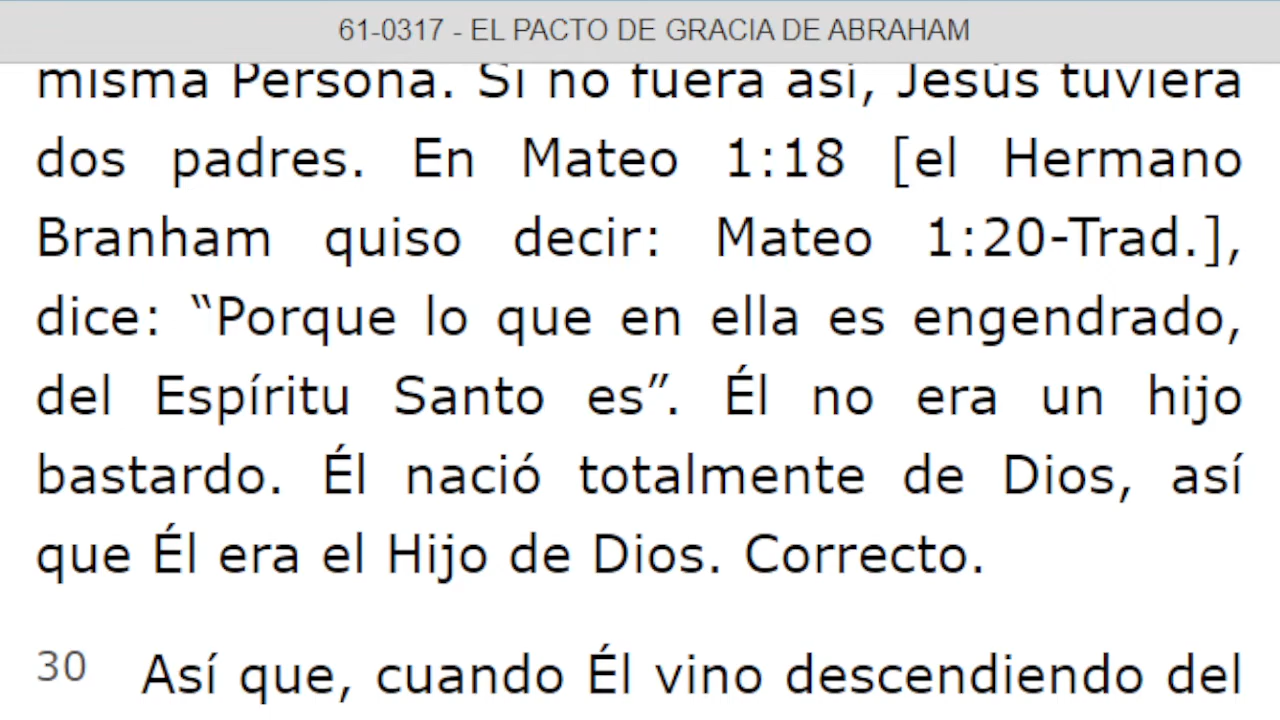 61-0317 - EL PACTO DE GRACIA DE ABRAHAM
misma Persona. Si no fuera así, Jesús tuviera
dos padres. En Mateo 1:18 [el Hermano
Branham quiso decir: Mateo 1:20-Trad.],
dice: “Porque lo que en ella es engendrado,
del Espíritu Santo es”. Él no era un hijo
bastardo. Él nació totalmente de Dios, así
que Él era el Hijo de Dios. Correcto.
30 Así que, cuando Él vino descendiendo del